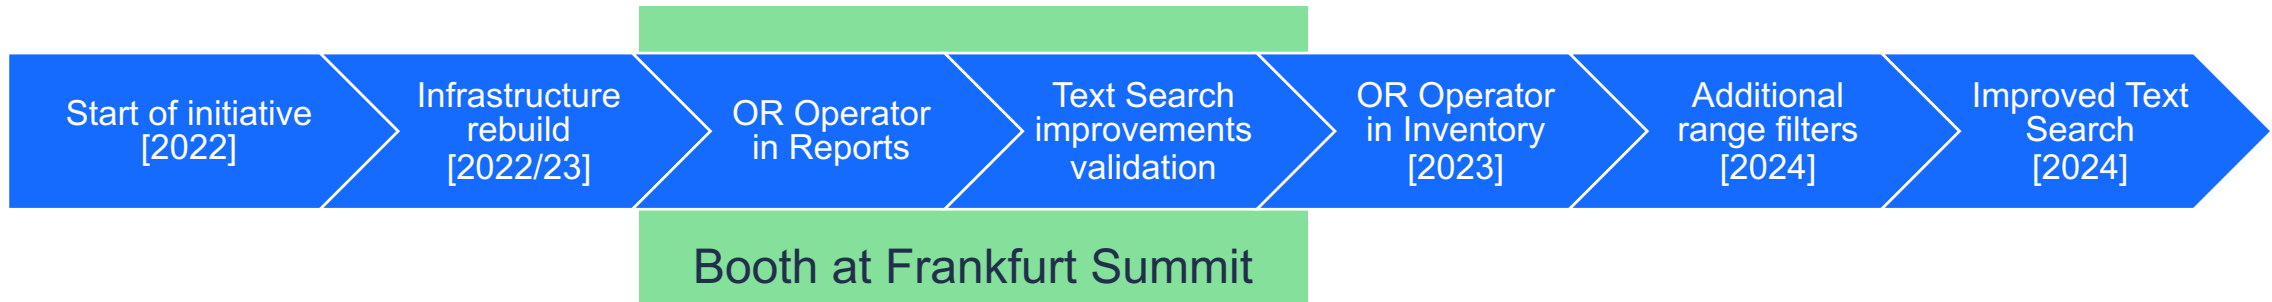 Start of initiative
[2022]
Infrastructure
rebuild
[2022/23]
OR Operator
in Reports
Text Search
improvements
validation
OR Operator
in Inventory
[2023]
Additional
range filters
[2024]
Improved Text
Search
[2024]
Booth at Frankfurt Summit